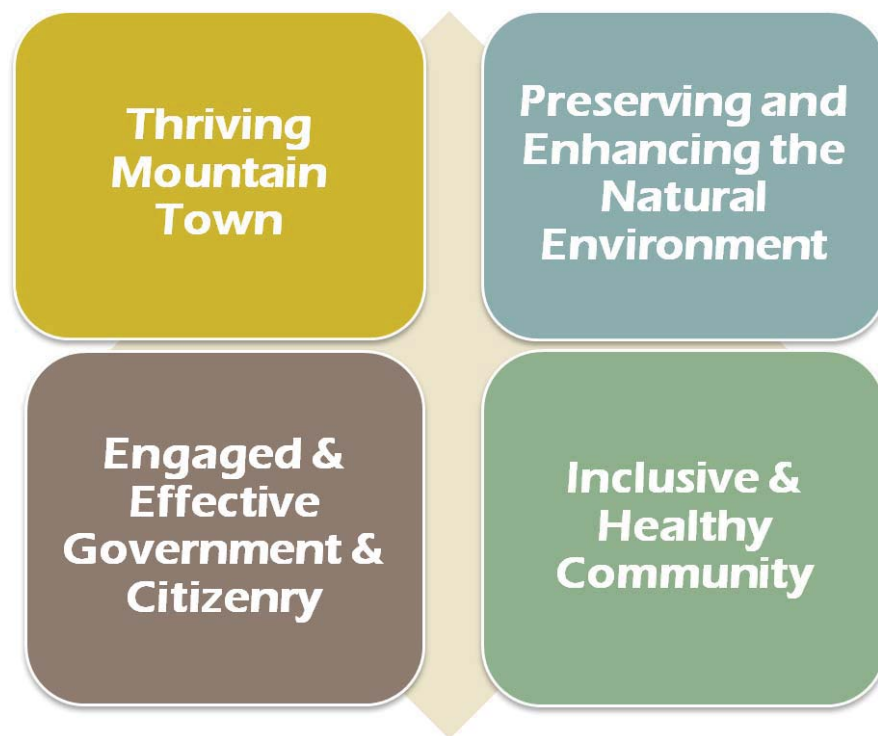 Thriving
Mountain
Town
Preserving and
Enhancing the
Natural
Environment
Engaged &
Effective
Government &
Citizenry
Inclusive &
Healthy
Community